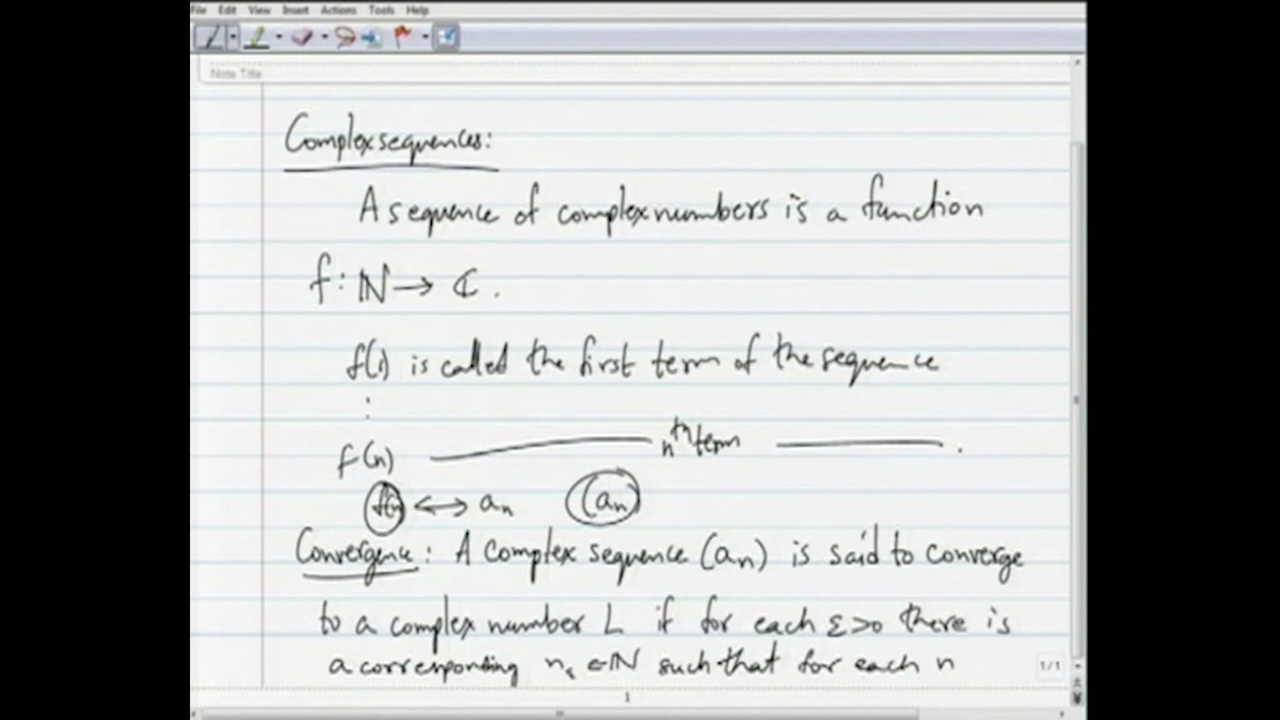 File Edit View Insert Actions Tools Help
Note Title
Complex sequences:
A sequence of complex numbers is a function
f: ℕ → ℂ.
f(1) is called the first term of the sequence
:
f(n) ——— nth term ———.
f(n) ↔ an (an)
Convergence: A complex sequence (an) is said to converge
to a complex number L if for each ε>0 there is
a corresponding nε ∈ ℕ such that for each n
1/1
1